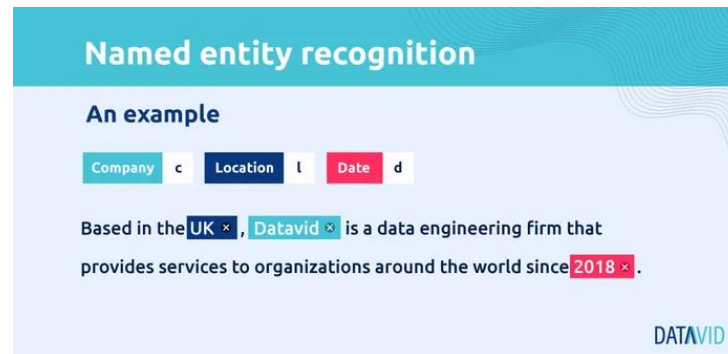 Named entity recognition
An example
Company c Location l Date d
Based in the UK × , Datavid × is a data engineering firm that
provides services to organizations around the world since 2018 × .
DATAVID